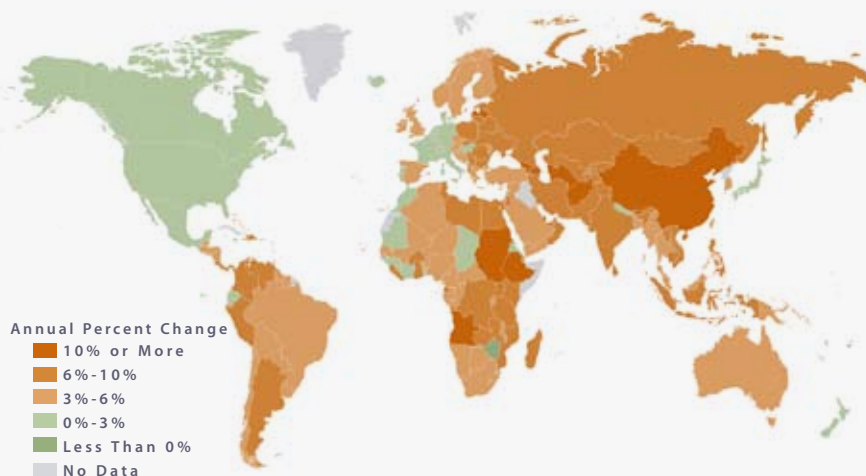 Annual Percent Change
10% or More
6%-10%
3%-6%
0%-3%
Less Than 0%
No Data